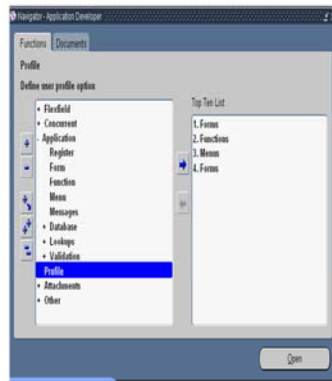 Navigator - Application Developer
Functions
Documents
Profile
Define user profile option
+ Flexfield
+ Concurrent
- Application
Register
Form
Function
Menu
Messages
+ Database
+ Lookups
+ Validation
Profile
+ Attachments
+ Other
Top Ten List
1. Forms
2. Functions
3. Menus
4. Forms
Open